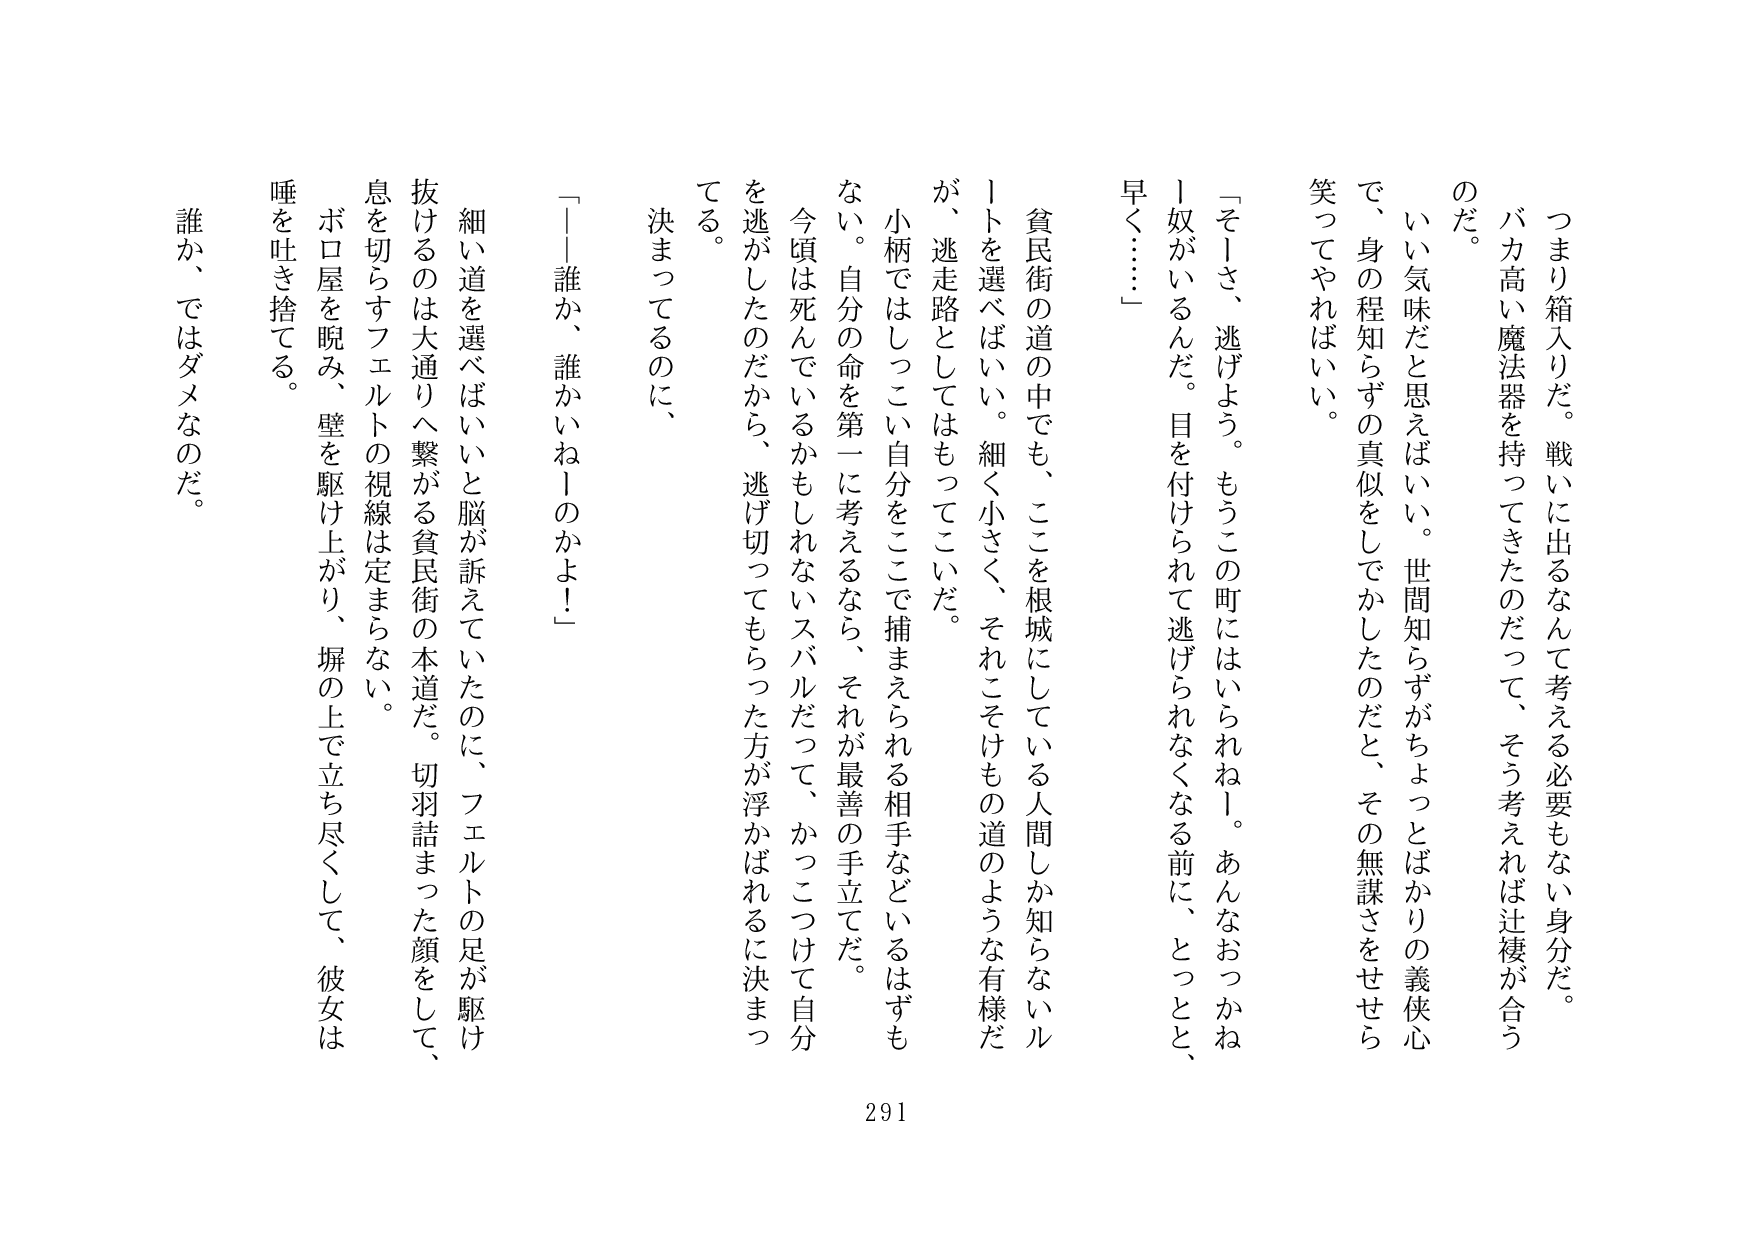 つまり箱入りだ。戦いに出るなんて考える必要もない身分だ。
バカ高い魔法器を持ってきたのだって、そう考えれば辻褄が合う
のだ。
いい気味だと思えばいい。世間知らずがちょっとばかりの義侠心
で、身の程知らずの真似をしでかしたのだと、その無謀さをせせら
笑ってやればいい。
「そーさ、逃げよう。もうこの町にはいられねー。あんなおっかね
ー奴がいるんだ。目を付けられて逃げられなくなる前に、とっとと、
早く……」
貧民街の道の中でも、ここを根城にしている人間しか知らないル
ートを選べばいい。細く小さく、それこそけもの道のような有様だ
が、逃走路としてはもってこいだ。
小柄ではしっこい自分をここで捕まえられる相手などいるはずも
ない。自分の命を第一に考えるなら、それが最善の手立てだ。
今頃は死んでいるかもしれないスバルだって、かっこつけて自分
を逃がしたのだから、逃げ切ってもらった方が浮かばれるに決まっ
てる。
決まってるのに、
「――誰か、誰かいねーのかよ！」
細い道を選べばいいと脳が訴えていたのに、フェルトの足が駆け
抜けるのは大通りへ繋がる貧民街の本道だ。切羽詰まった顔をして、
息を切らすフェルトの視線は定まらない。
ボロ屋を睨み、壁を駆け上がり、塀の上で立ち尽くして、彼女は
唾を吐き捨てる。
誰か、ではダメなのだ。
291